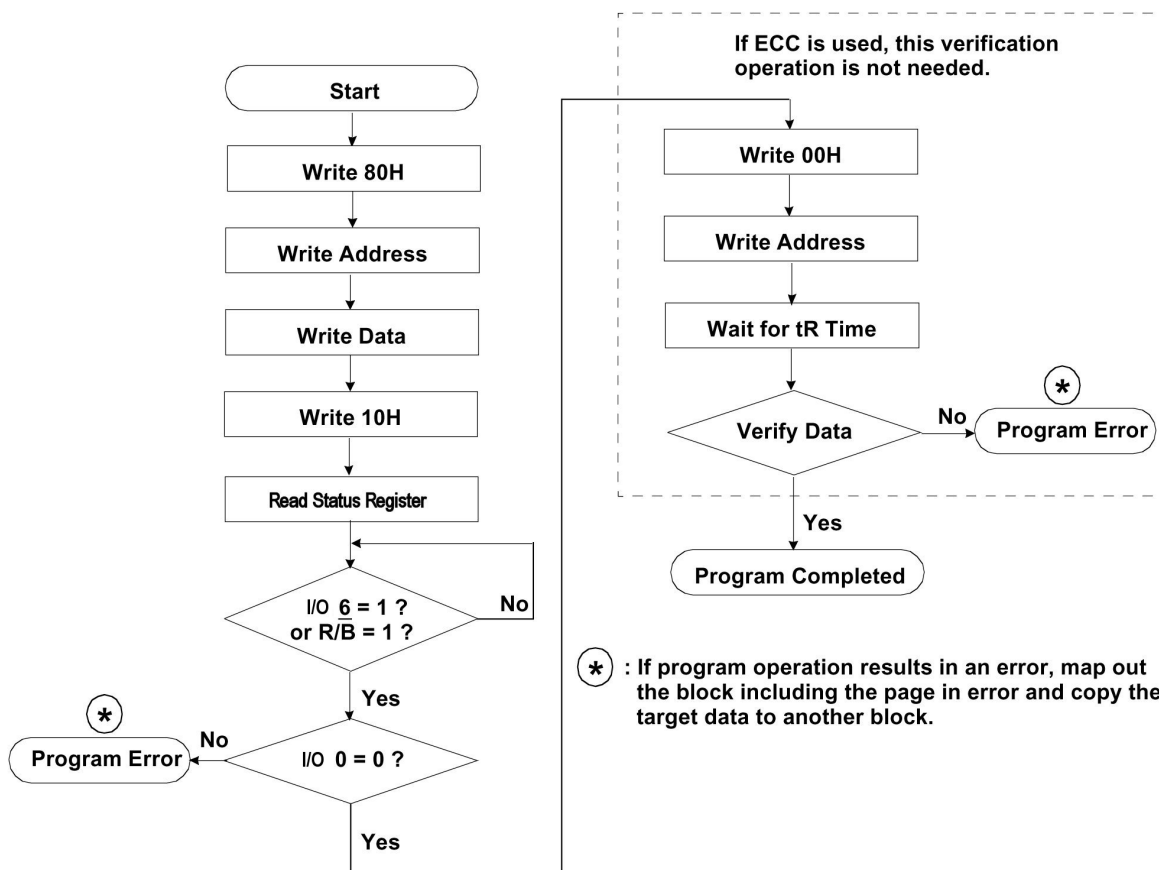 Start
Write 80H
Write Address
Write Data
Write 10H
Read Status Register
I/O 6 = 1 ?
or R/B̅ = 1 ?
No
Yes
*
Program Error
No
I/O 0 = 0 ?
Yes
If ECC is used, this verification
operation is not needed.
Write 00H
Write Address
Wait for tR Time
Verify Data
No
*
Program Error
Yes
Program Completed
* : If program operation results in an error, map out
the block including the page in error and copy the
target data to another block.